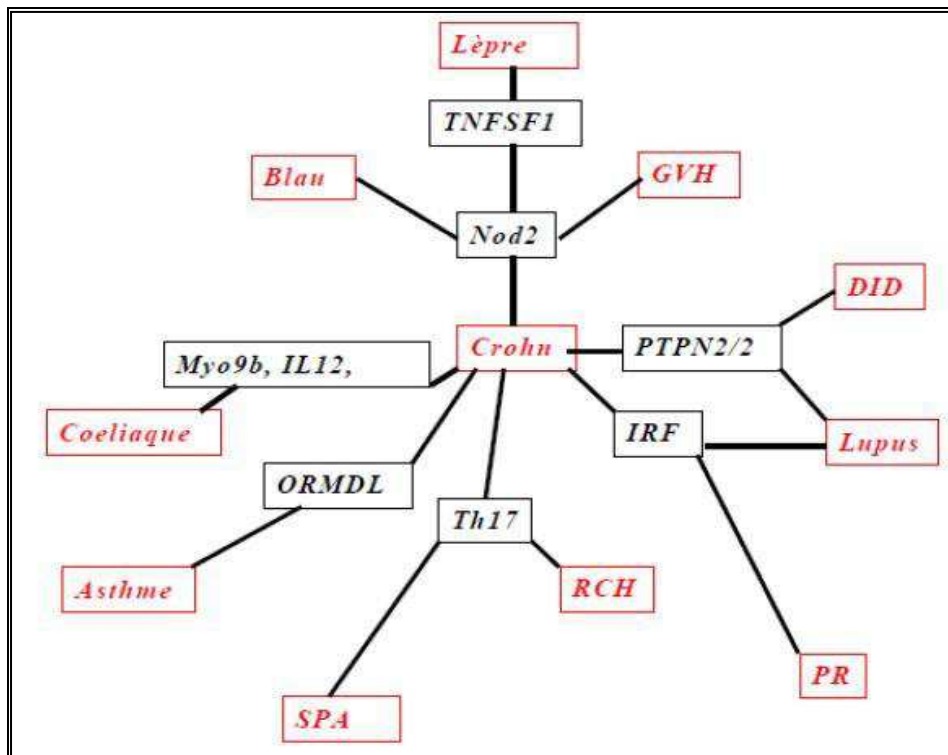 Lèpre
TNFSF1
Blau
GVH
Nod2
DID
Crohn
PTPN2/2
Myo9b, IL12,
Coeliaque
IRF
Lupus
ORMDL
Th17
Asthme
RCH
PR
SPA